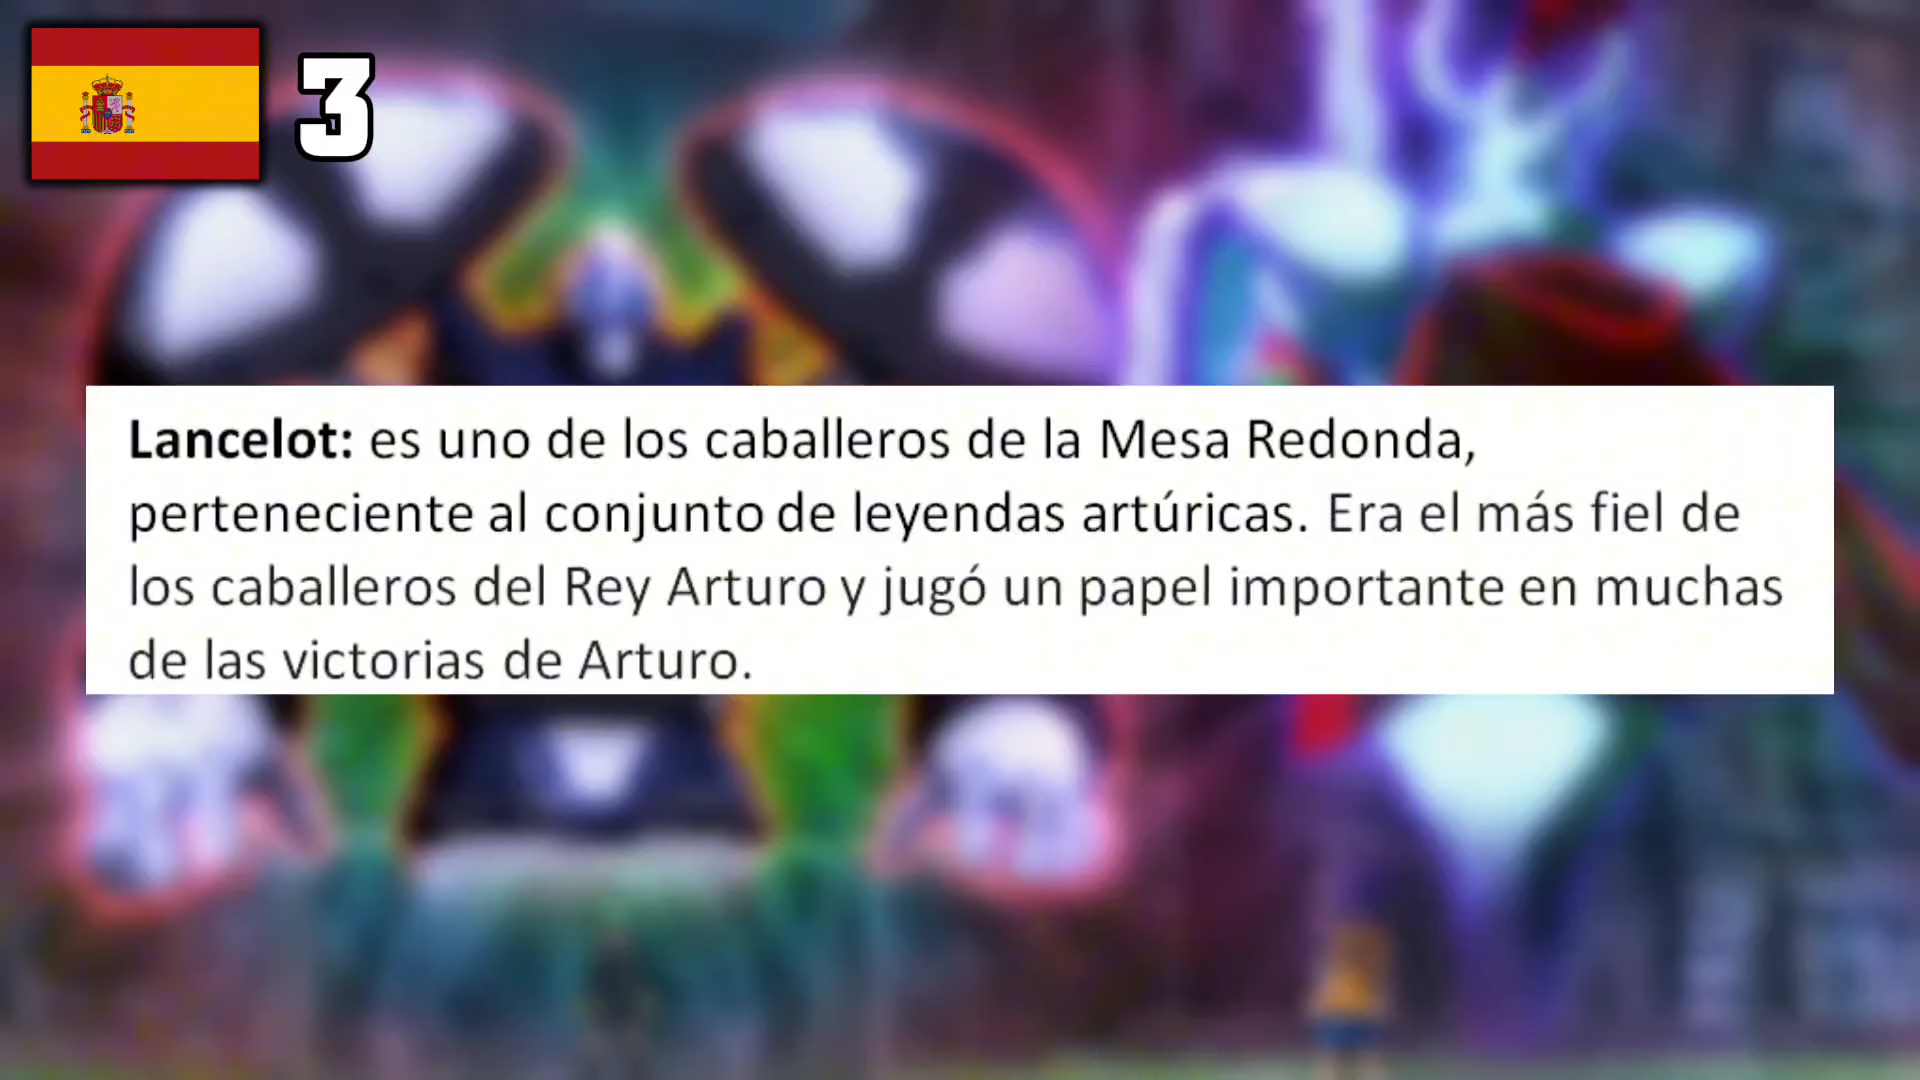 3
Lancelot: es uno de los caballeros de la Mesa Redonda,
perteneciente al conjunto de leyendas artúricas. Era el más fiel de
los caballeros del Rey Arturo y jugó un papel importante en muchas
de las victorias de Arturo.